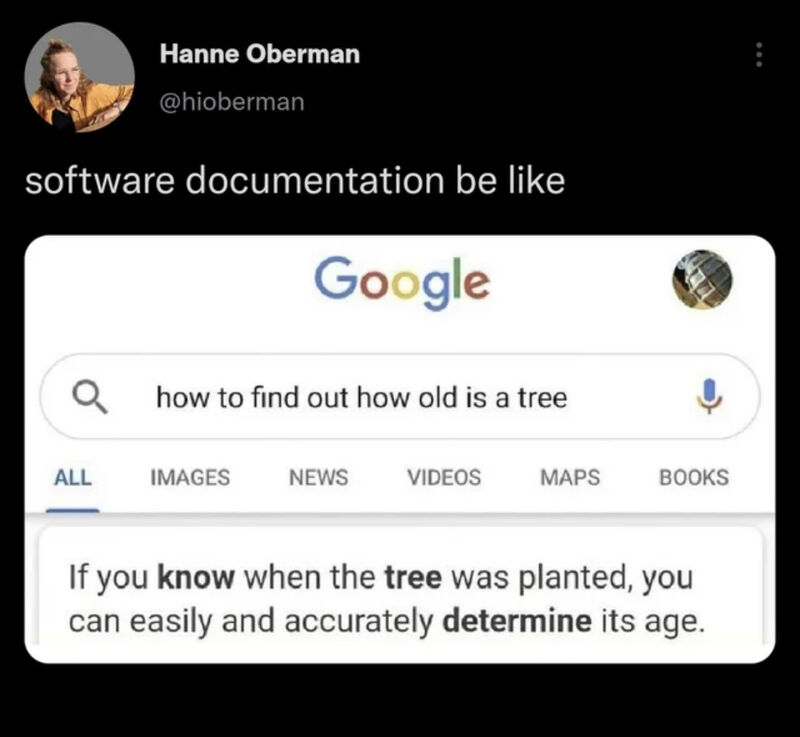 Hanne Oberman
@hioberman
software documentation be like
Google
how to find out how old is a tree
ALL IMAGES NEWS VIDEOS MAPS BOOKS
If you know when the tree was planted, you
can easily and accurately determine its age.